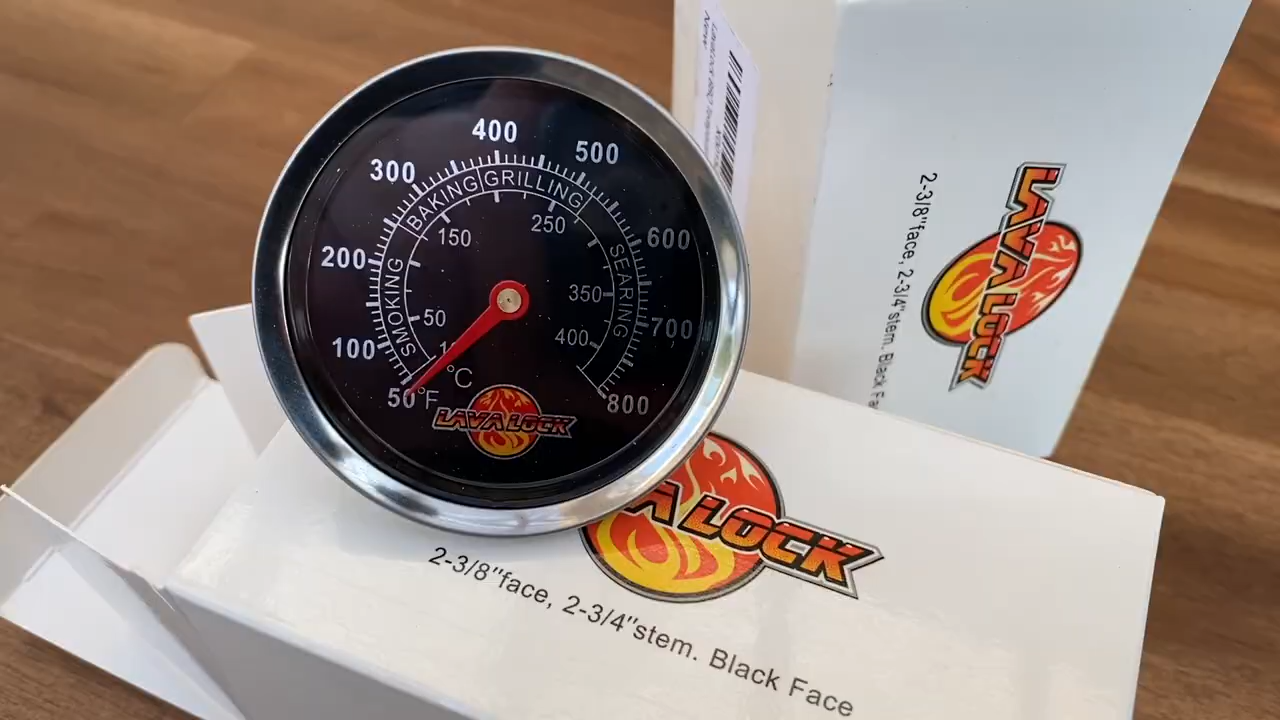 400
500
300
BAKING GRILLING
250
150
600
200
SMOKING
SEARING
350
50
700
400
100
°C
50 °F
800
LAVA LOCK
LAVA LOCK
2-3/8"face, 2-3/4"stem. Black
LAVA LOCK
2-3/8"face, 2-3/4"stem. Black Face
New